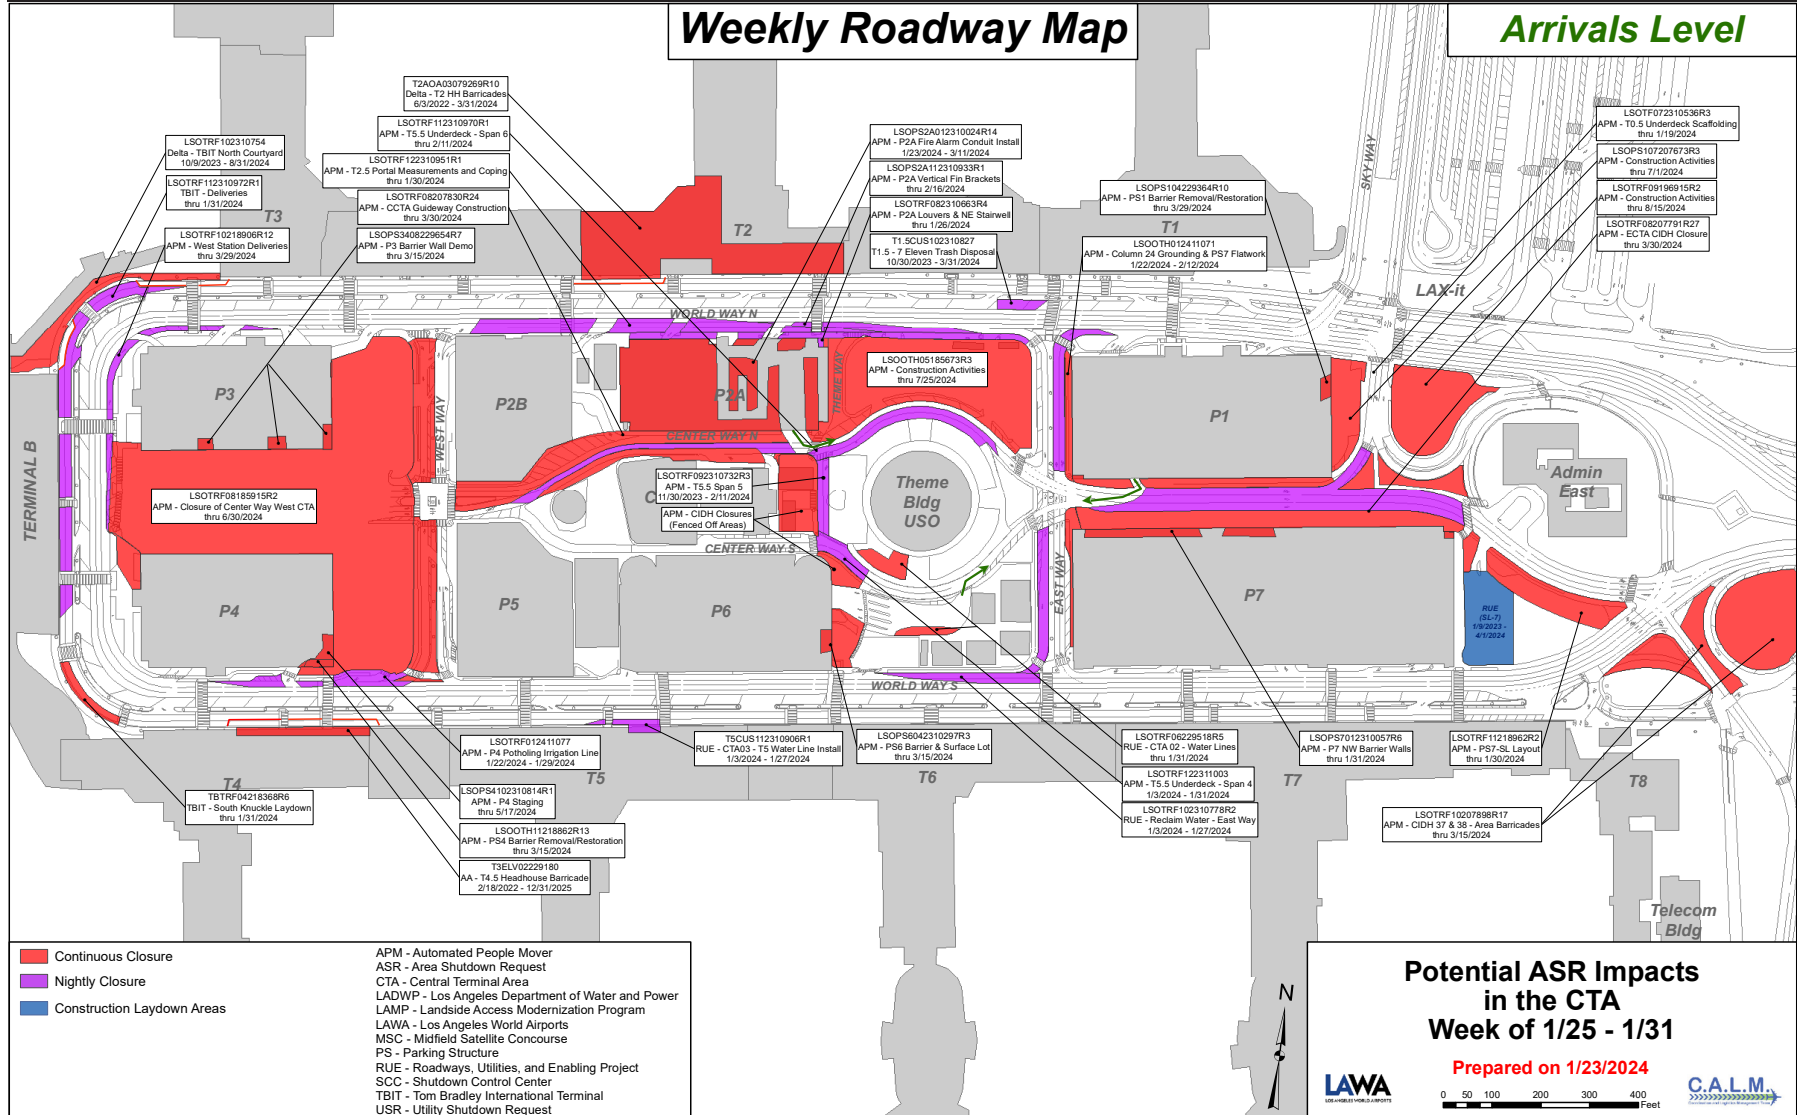 Weekly Roadway Map
Arrivals Level
T2AOA03079269R10
Delta - T2 HH Barricades
6/3/2022 - 3/31/2024
LSOTRF112310970R1
APM - T5.5 Underdeck - Span 6
thru 2/11/2024
LSOTRF102310754
Delta - TBIT North Courtyard
10/9/2023 - 8/31/2024
LSOTRF122310951R1
APM - T2.5 Portal Measurements and Coping
thru 1/30/2024
LSOTRF112310972R1
TBIT - Deliveries
thru 1/31/2024
LSOTRF08207830R24
APM - CCTA Guideway Construction
thru 3/30/2024
LSOTRF10218906R12
APM - West Station Deliveries
thru 3/29/2024
LSOPS3408229654R7
APM - P3 Barrier Wall Demo
thru 3/15/2024
LSOPS2A012310024R14
APM - P2A Fire Alarm Conduit Install
1/23/2024 - 3/11/2024
LSOPS2A112310933R1
APM - P2A Vertical Fin Brackets
thru 2/16/2024
LSOTRF082310663R4
APM - P2A Louvers & NE Stairwell
thru 1/26/2024
T1.5CUS102310827
T1.5 - 7 Eleven Trash Disposal
10/30/2023 - 3/31/2024
LSOPS104229364R10
APM - PS1 Barrier Removal/Restoration
thru 3/29/2024
LSOOTH012411071
APM - Column 24 Grounding & PS7 Flatwork
1/22/2024 - 2/12/2024
LSOTF072310536R3
APM - T0.5 Underdeck Scaffolding
thru 1/19/2024
LSOPS107207673R3
APM - Construction Activities
thru 7/1/2024
LSOTRF09196915R2
APM - Construction Activities
thru 8/15/2024
LSOTRF08207791R27
APM - ECTA CIDH Closure
thru 3/30/2024
SKY WAY
T3
T2
T1
LAX-it
WORLD WAY N
LSOOTH05185673R3
APM - Construction Activities
thru 7/25/2024
THEME WAY
P3
P2B
P2A
P1
WEST WAY
CENTER WAY N
TERMINAL B
LSOTRF08185915R2
APM - Closure of Center Way West CTA
thru 6/30/2024
LSOTRF092310732R3
APM - T5.5 Span 5
11/30/2023 - 2/11/2024
APM - CIDH Closures
(Fenced Off Areas)
C
Theme
Bldg
USO
Admin
East
CENTER WAY S
EAST WAY
P4
P5
P6
P7
RUE
(SL-7)
1/9/2023 -
4/1/2024
WORLD WAY S
LSOTRF012411077
APM - P4 Potholing Irrigation Line
1/22/2024 - 1/29/2024
T5CUS112310906R1
RUE - CTA03 - T5 Water Line Install
1/3/2024 - 1/27/2024
LSOPS6042310297R3
APM - PS6 Barrier & Surface Lot
thru 3/15/2024
LSOTRF06229518R5
RUE - CTA 02 - Water Lines
thru 1/31/2024
LSOPS7012310057R6
APM - P7 NW Barrier Walls
thru 1/31/2024
LSOTRF11218962R2
APM - PS7-SL Layout
thru 1/30/2024
T4
T5
T6
T7
T8
LSOTRF122311003
APM - T5.5 Underdeck - Span 4
1/3/2024 - 1/31/2024
TBTRF04218368R6
TBIT - South Knuckle Laydown
thru 1/31/2024
LSOPS4102310814R1
APM - P4 Staging
thru 5/17/2024
LSOTRF102310778R2
RUE - Reclaim Water - East Way
1/3/2024 - 1/27/2024
LSOTRF10207898R17
APM - CIDH 37 & 38 - Area Barricades
thru 3/15/2024
LSOOTH11218862R13
APM - PS4 Barrier Removal/Restoration
thru 3/15/2024
T3ELV02229180
AA - T4.5 Headhouse Barricade
2/18/2022 - 12/31/2025
Telecom
Bldg
Continuous Closure
Nightly Closure
Construction Laydown Areas
APM - Automated People Mover
ASR - Area Shutdown Request
CTA - Central Terminal Area
LADWP - Los Angeles Department of Water and Power
LAMP - Landside Access Modernization Program
LAWA - Los Angeles World Airports
MSC - Midfield Satellite Concourse
PS - Parking Structure
RUE - Roadways, Utilities, and Enabling Project
SCC - Shutdown Control Center
TBIT - Tom Bradley International Terminal
USR - Utility Shutdown Request
N
Potential ASR Impacts
in the CTA
Week of 1/25 - 1/31
Prepared on 1/23/2024
LAWA
LOS ANGELES WORLD AIRPORTS
0 50 100 200 300 400
Feet
C.A.L.M.